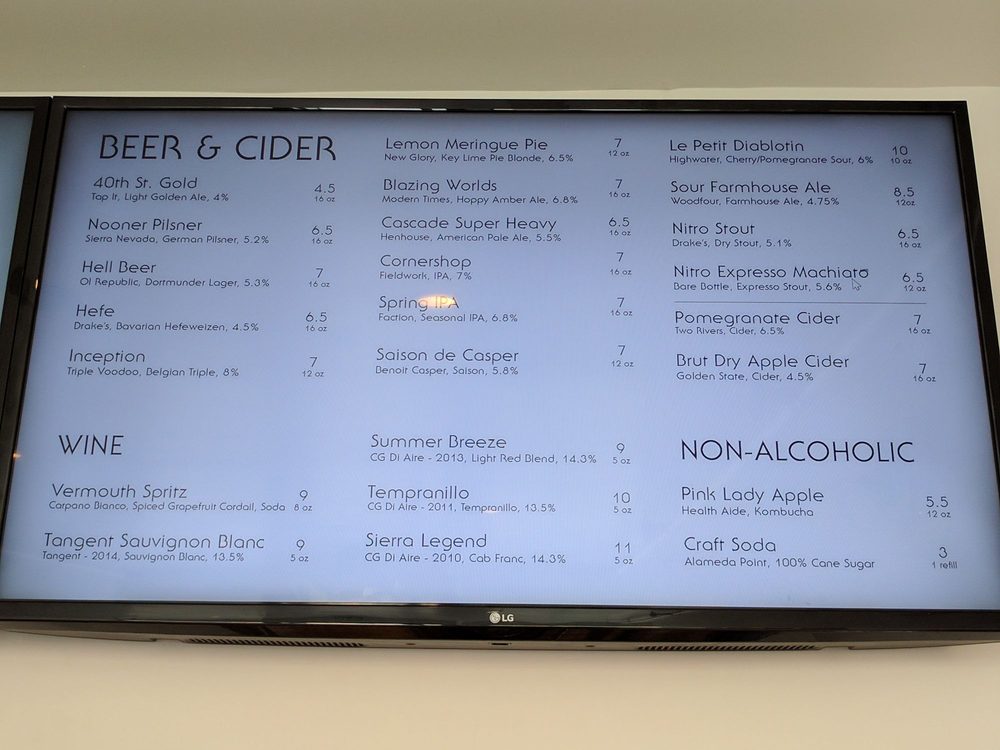 BEER & CIDER
40th St. Gold 4.5
Tap It, Light Golden Ale, 4% 16 oz
Nooner Pilsner 6.5
Sierra Nevada, German Pilsner, 5.2% 16 oz
Hell Beer 7
Ol Republic, Dortmunder Lager, 5.3% 16 oz
Hefe 6.5
Drake's, Bavarian Hefeweizen, 4.5% 16 oz
Inception 7
Triple Voodoo, Belgian Triple, 8% 12 oz
Lemon Meringue Pie 7
New Glory, Key Lime Pie Blonde, 6.5% 12 oz
Blazing Worlds 7
Modern Times, Hoppy Amber Ale, 6.8% 16 oz
Cascade Super Heavy 6.5
Henhouse, American Pale Ale, 5.5% 16 oz
Cornershop 7
Fieldwork, IPA, 7% 16 oz
Spring IPA 7
Faction, Seasonal IPA, 6.8% 16 oz
Saison de Casper 7
Benoit Casper, Saison, 5.8% 12 oz
Le Petit Diablotin 10
Highwater, Cherry/Pomegranate Sour, 6% 10 oz
Sour Farmhouse Ale 8.5
Woodfour, Farmhouse Ale, 4.75% 12oz
Nitro Stout 6.5
Drake's, Dry Stout, 5.1% 16 oz
Nitro Expresso Machiato 6.5
Bare Bottle, Expresso Stout, 5.6% 12 oz
Pomegranate Cider 7
Two Rivers, Cider, 6.5% 16 oz
Brut Dry Apple Cider 7
Golden State, Cider, 4.5% 16 oz
WINE
Vermouth Spritz 9
Carpano Bianco, Spiced Grapefruit Cordail, Soda 8 oz
Tangent Sauvignon Blanc 9
Tangent - 2014, Sauvignon Blanc, 13.5% 5 oz
Summer Breeze 9
CG Di Aire - 2013, Light Red Blend, 14.3% 5 oz
Tempranillo 10
CG Di Aire - 2011, Tempranillo, 13.5% 5 oz
Sierra Legend 11
CG Di Aire - 2010, Cab Franc, 14.3% 5 oz
NON-ALCOHOLIC
Pink Lady Apple 5.5
Health Aide, Kombucha 12 oz
Craft Soda 3
Alameda Point, 100% Cane Sugar 1 refill
LG